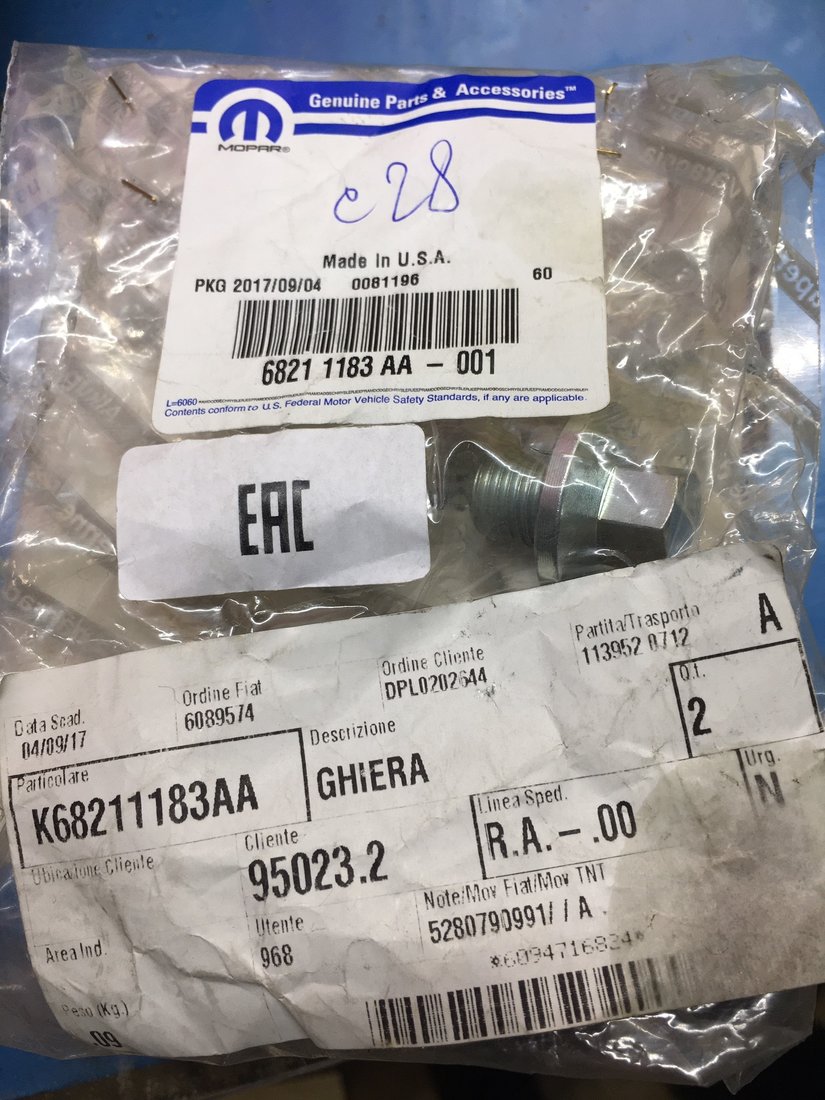 Genuine Parts & Accessories™
MOPAR®
c28
Made In U.S.A.
PKG 2017/09/04 0081196 60
6821 1183 AA - 001
L=6060
Contents conform to U.S. Federal Motor Vehicle Safety Standards, if any are applicable.
EAC
Data Scad.
04/09/17
Ordine Fiat
6089574
Ordine Cliente
DPL0202644
Partita/Trasporto
113952 0712
A
Particolare
K68211183AA
Descrizione
GHIERA
Q.t.
2
Ubicazione Cliente
Cliente
95023.2
Linea Sped.
R.A.-.00
Urg.
N
Area Ind.
Utente
968
Note/Mov Fiat/Mov TNT
5280790991/ / A
*6094716824*
Peso (Kg.)
.09